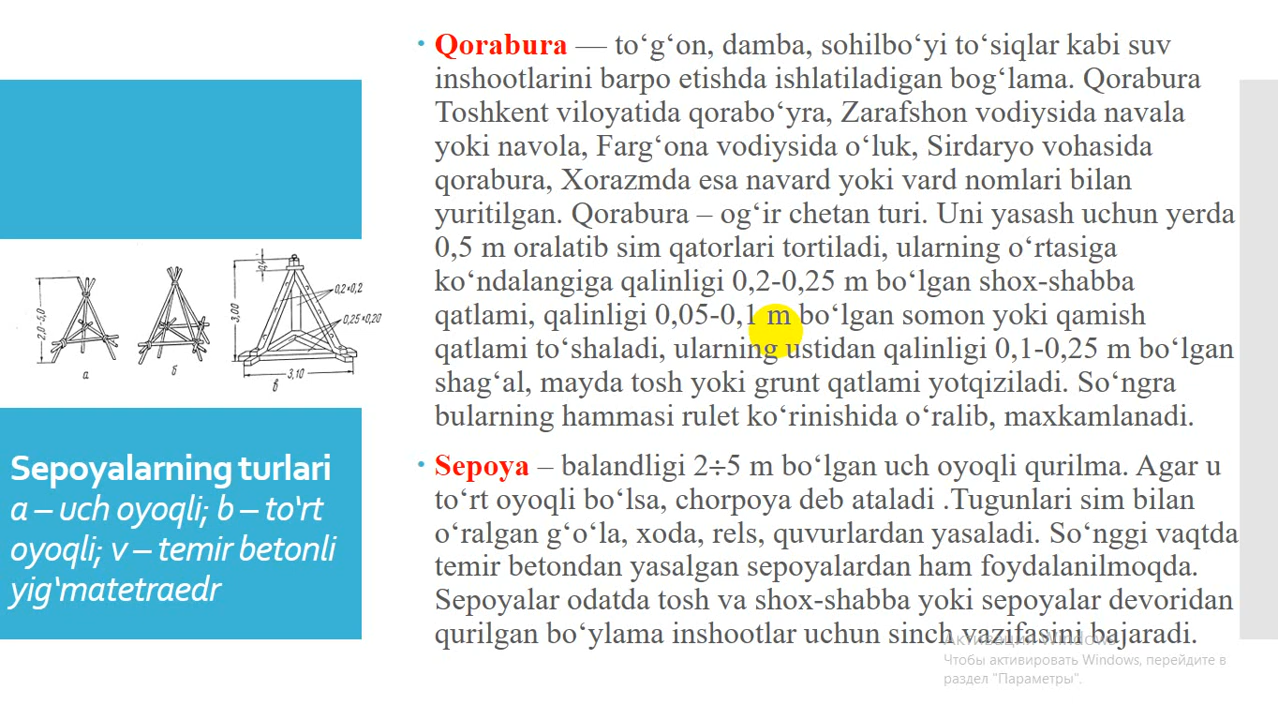 • Qorabura — to‘g‘on, damba, sohilbo‘yi to‘siqlar kabi suv
inshootlarini barpo etishda ishlatiladigan bog‘lama. Qorabura
Toshkent viloyatida qorabo‘yra, Zarafshon vodiysida navala
yoki navola, Farg‘ona vodiysida o‘luk, Sirdaryo vohasida
qorabura, Xorazmda esa navard yoki vard nomlari bilan
yuritilgan. Qorabura – og‘ir chetan turi. Uni yasash uchun yerda
0,5 m oralatib sim qatorlari tortiladi, ularning o‘rtasiga
ko‘ndalangiga qalinligi 0,2-0,25 m bo‘lgan shox-shabba
qatlami, qalinligi 0,05-0,1 m bo‘lgan somon yoki qamish
qatlami to‘shaladi, ularning ustidan qalinligi 0,1-0,25 m bo‘lgan
shag‘al, mayda tosh yoki grunt qatlami yotqiziladi. So‘ngra
bularning hammasi rulet ko‘rinishida o‘ralib, maxkamlanadi.
• Sepoya – balandligi 2÷5 m bo‘lgan uch oyoqli qurilma. Agar u
to‘rt oyoqli bo‘lsa, chorpoya deb ataladi .Tugunlari sim bilan
o‘ralgan g‘o‘la, xoda, rels, quvurlardan yasaladi. So‘nggi vaqtda
temir betondan yasalgan sepoyalardan ham foydalanilmoqda.
Sepoyalar odatda tosh va shox-shabba yoki sepoyalar devoridan
qurilgan bo‘ylama inshootlar uchun sinch vazifasini bajaradi.
2,0-5,0
а
б
3,00
0,2×0,2
0,25×0,20
3,10
в
Sepoyalarning turlari
a – uch oyoqli; b – to‘rt
oyoqli; v – temir betonli
yig‘matetraedr
Активация Windows
Чтобы активировать Windows, перейдите в
раздел "Параметры".